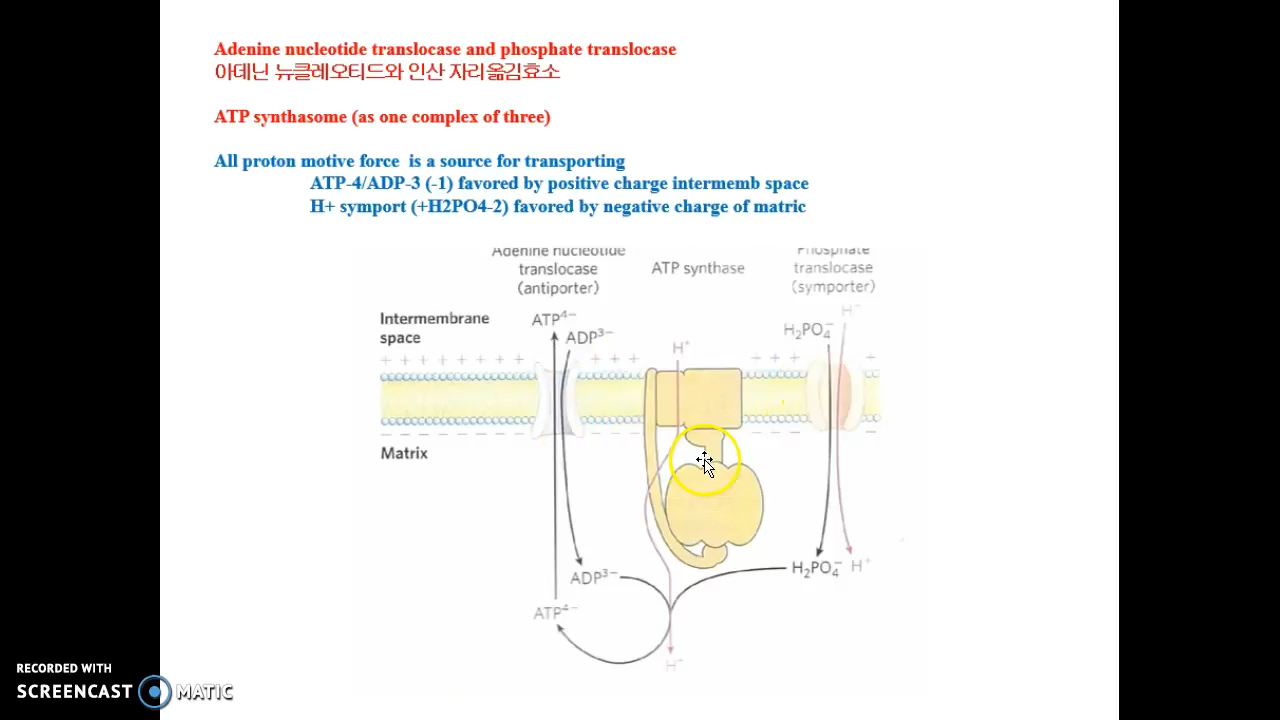 Adenine nucleotide translocase and phosphate translocase
아데닌 뉴클레오티드와 인산 자리옮김효소
ATP synthasome (as one complex of three)
All proton motive force is a source for transporting
ATP-4/ADP-3 (-1) favored by positive charge intermemb space
H+ symport (+H2PO4-2) favored by negative charge of matric
Adenine nucleotide
translocase
(antiporter)
ATP synthase
Phosphate
translocase
(symporter)
Intermembrane
space
ATP⁴⁻
ADP³⁻
H⁺
H₂PO₄⁻
H⁺
+ + + + + + + + +
+ + +
+ + + +
+
Matrix
ADP³⁻
H₂PO₄⁻ H⁺
ATP⁴⁻
H⁺
RECORDED WITH
SCREENCAST MATIC